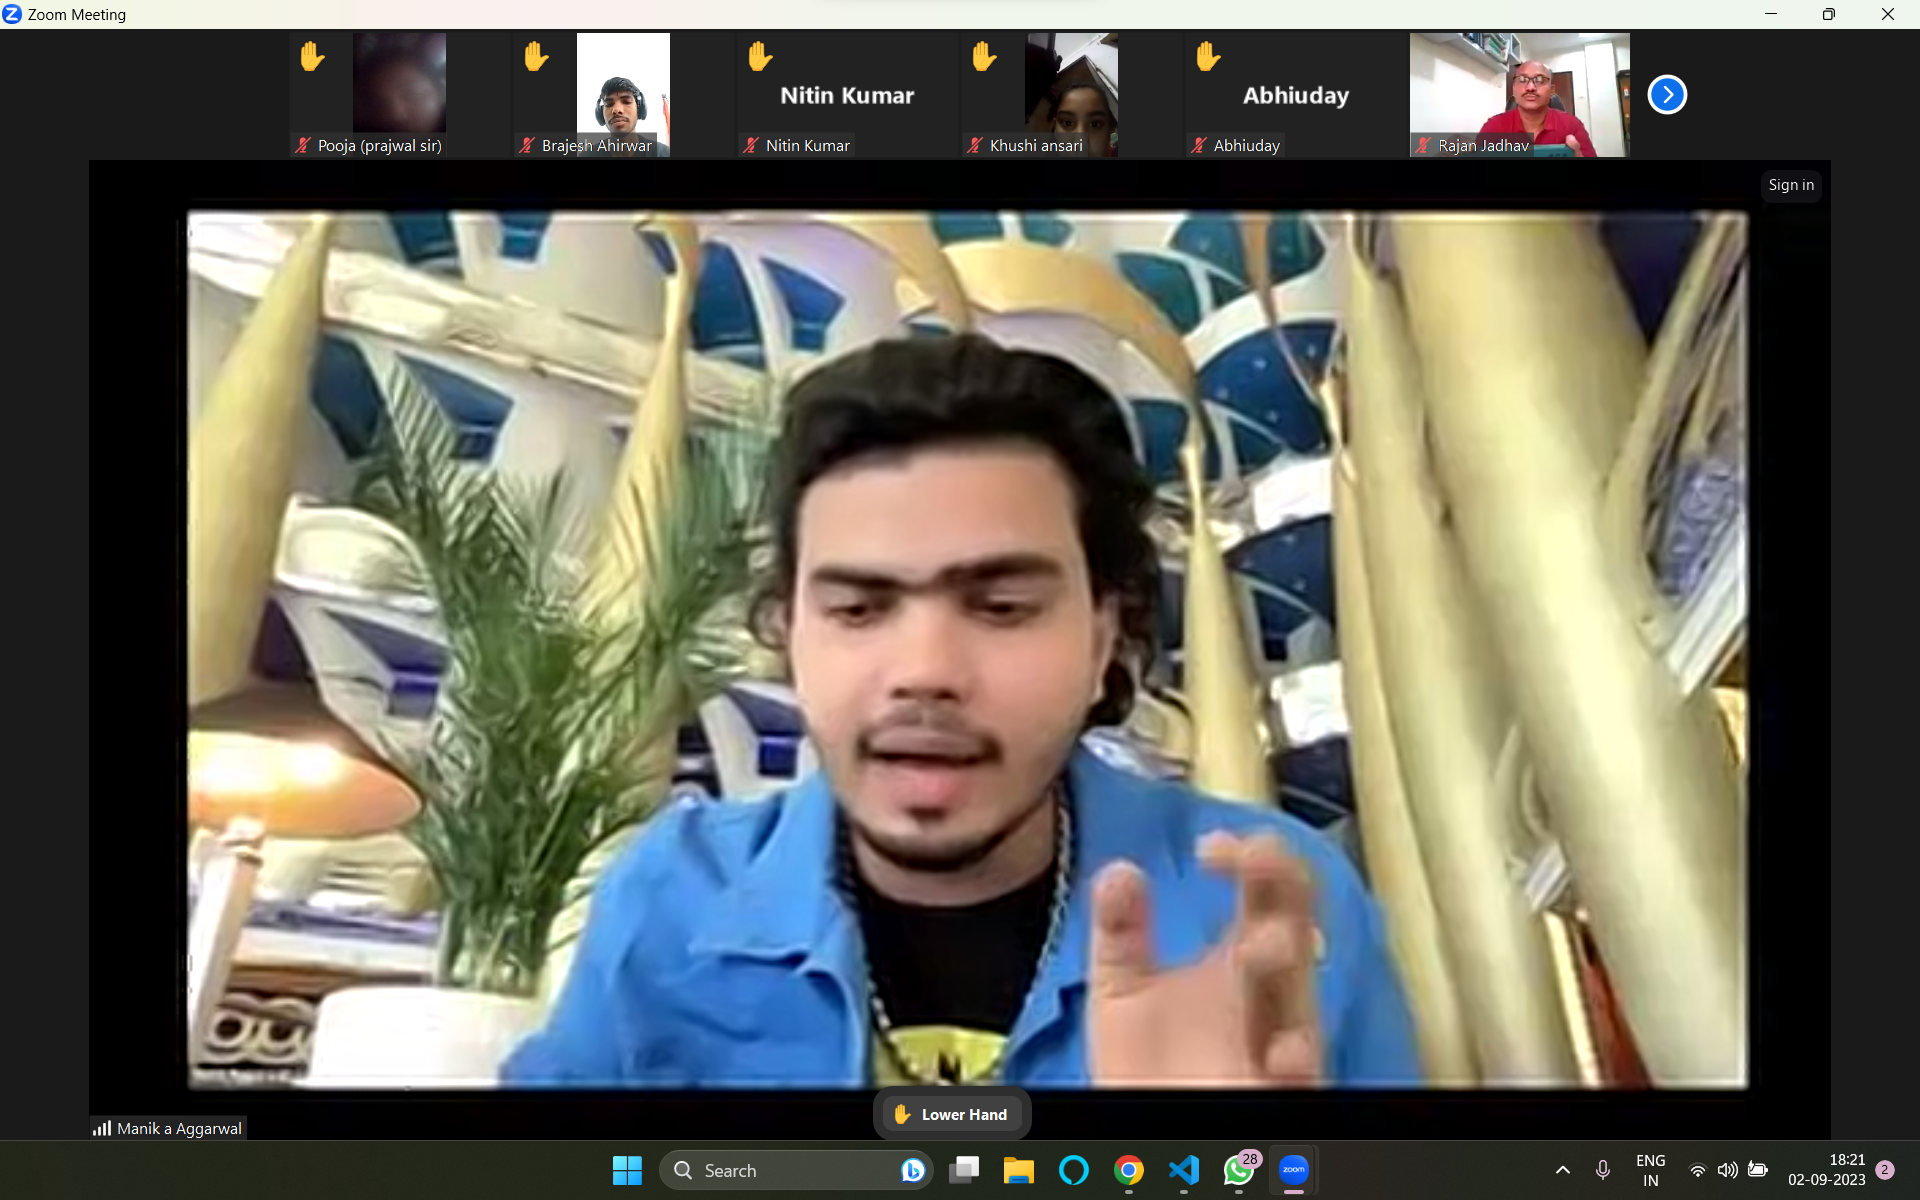 Zoom Meeting
Pooja (prajwal sir)
Brajesh Ahirwar
Nitin Kumar
Nitin Kumar
Khushi ansari
Abhiuday
Abhiuday
Rajan Jadhav
Sign in
Manik a Aggarwal
Lower Hand
Search
28
zoom
ENG
IN
18:21
02-09-2023
2